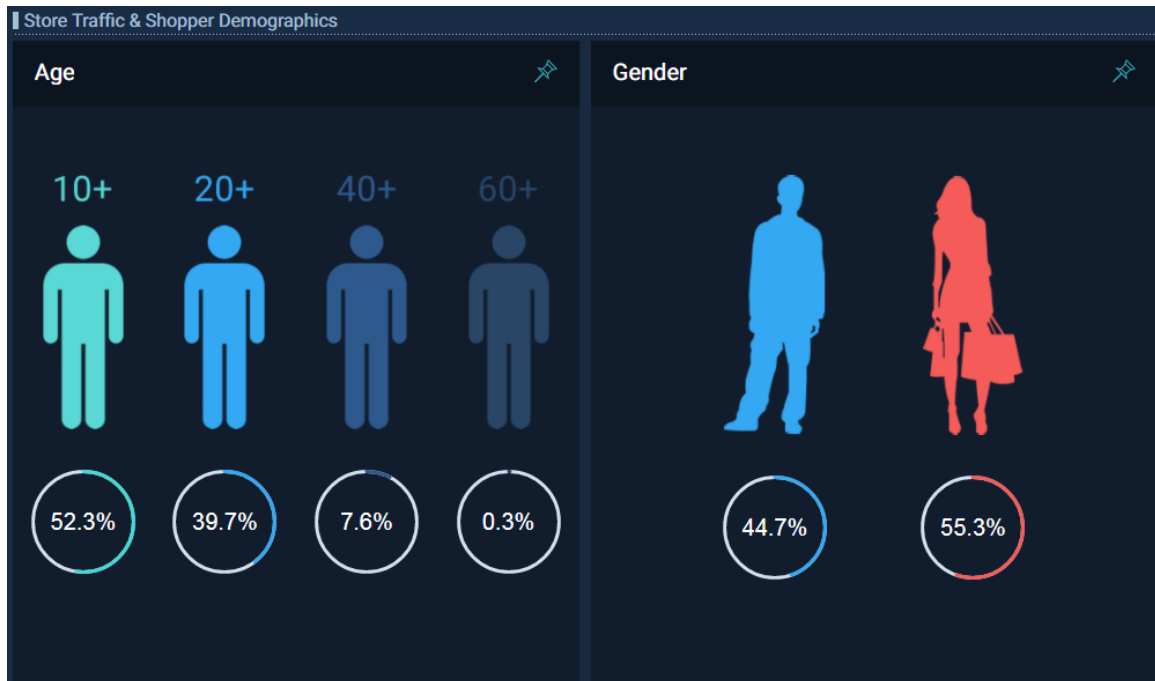 Store Traffic & Shopper Demographics
Age
10+ 20+ 40+ 60+
52.3% 39.7% 7.6% 0.3%
Gender
44.7% 55.3%